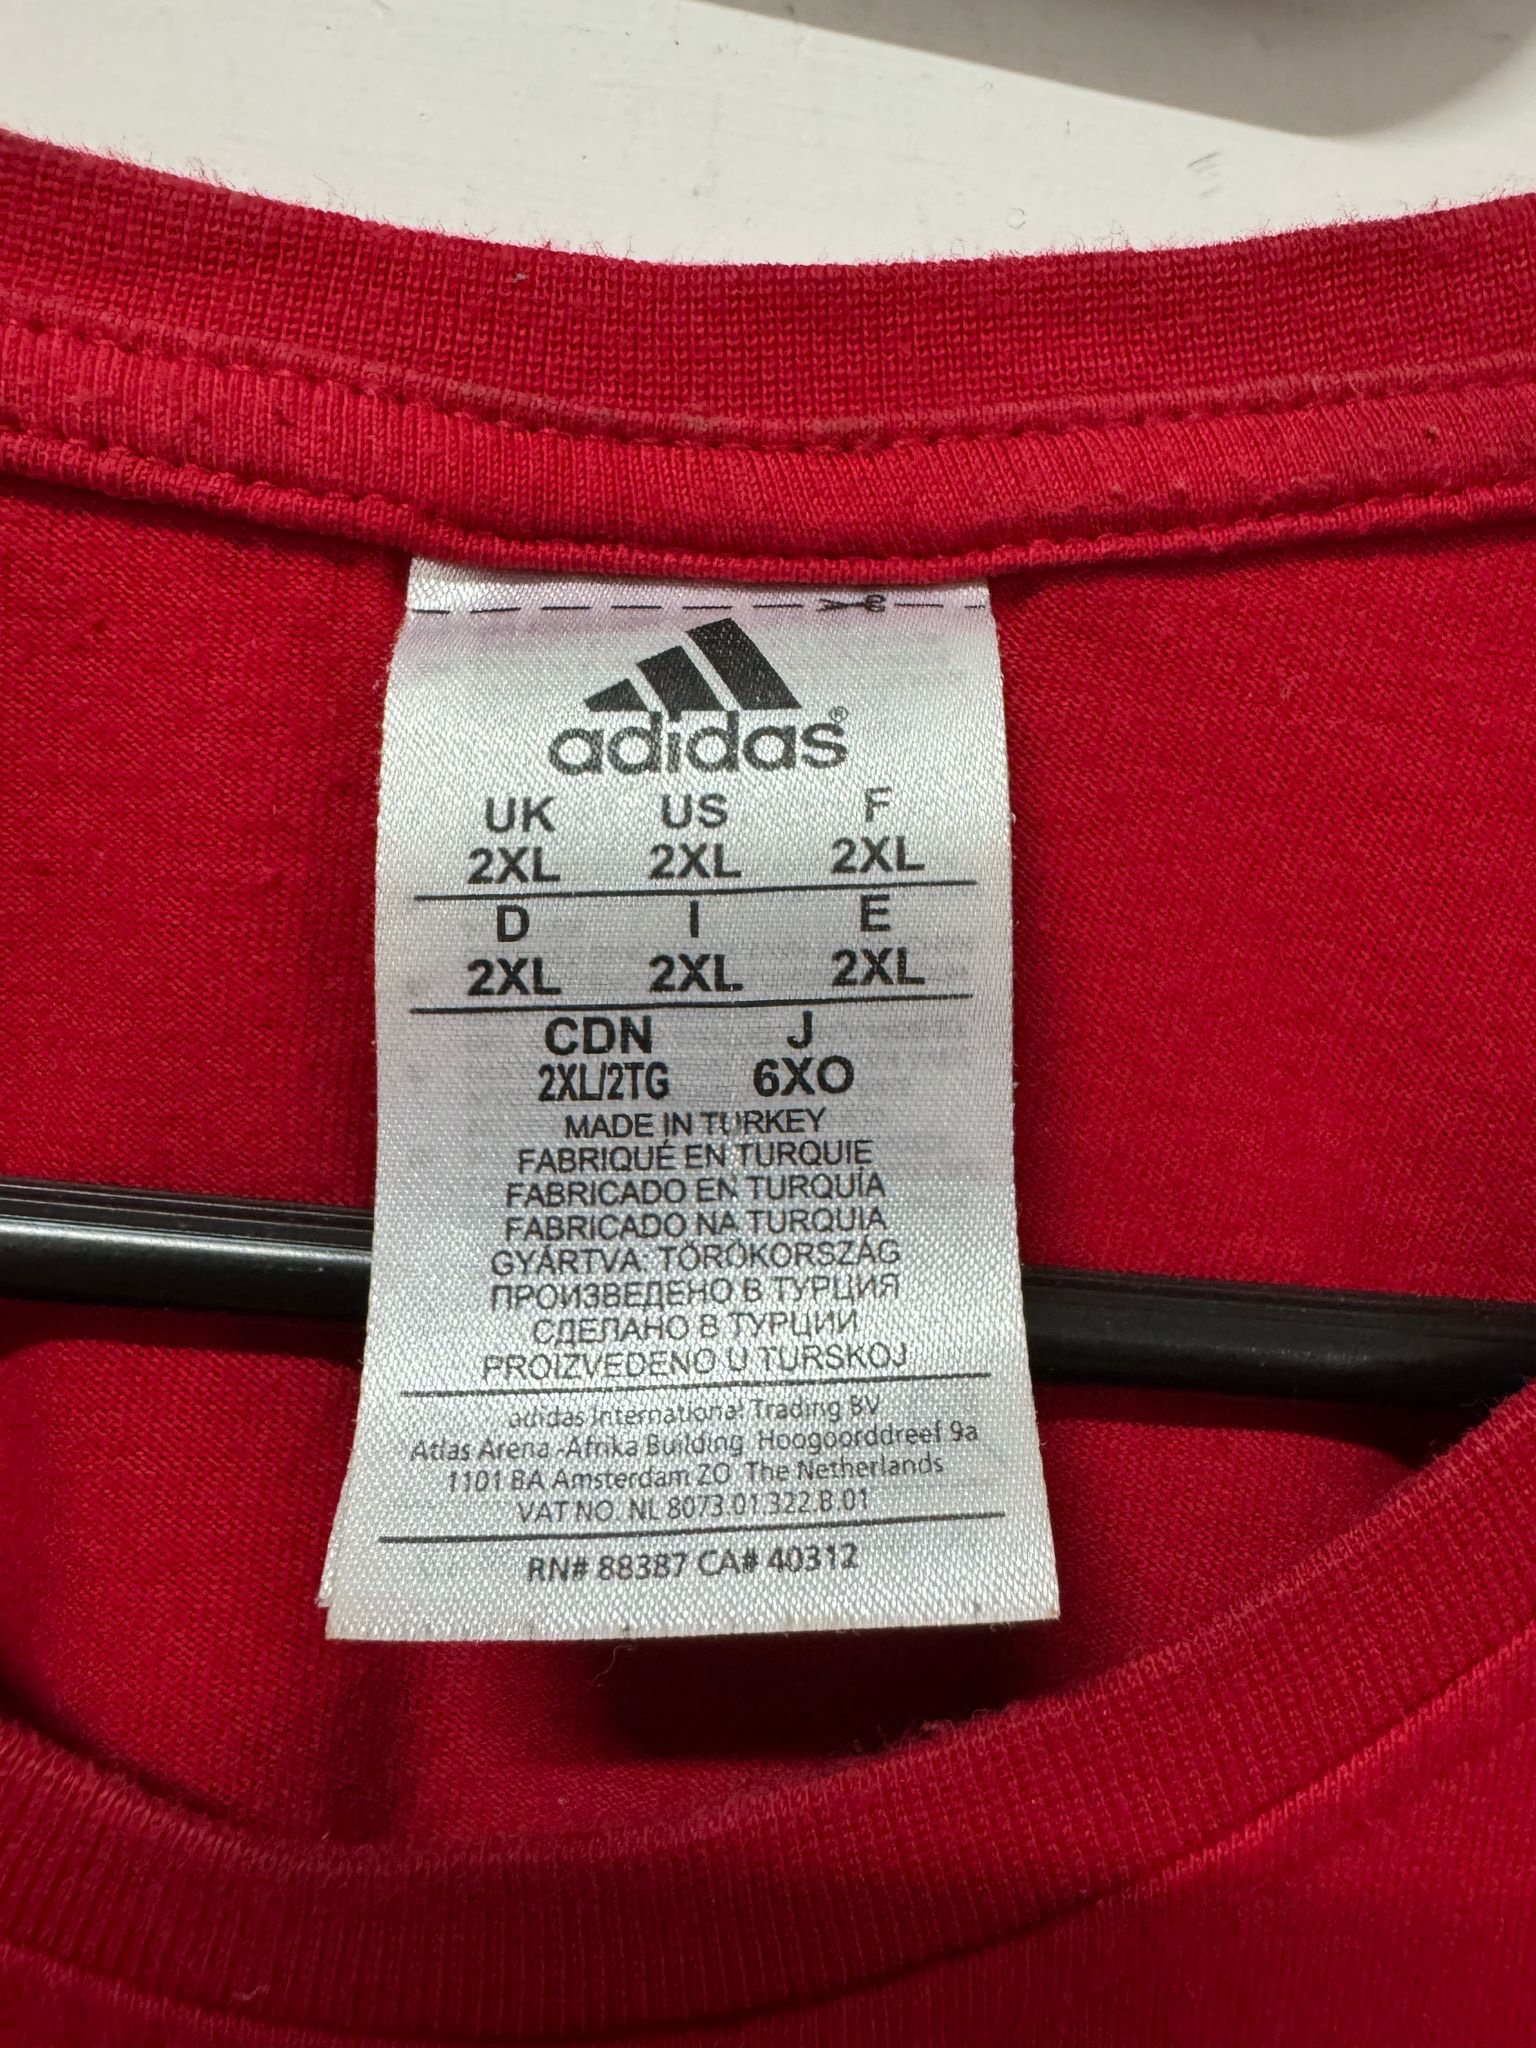 adidas®
UK US F
2XL 2XL 2XL
D I E
2XL 2XL 2XL
CDN J
2XL/2TG 6XO
MADE IN TURKEY
FABRIQUÉ EN TURQUIE
FABRICADO EN TURQUÍA
FABRICADO NA TURQUIA
GYÁRTVA: TÖRÖKORSZÁG
ПРОИЗВЕДЕНО В ТУРЦИЯ
СДЕЛАНО В ТУРЦИИ
PROIZVEDENO U TURSKOJ
adidas International Trading BV
Atlas Arena -Afrika Building Hoogoorddreef 9a
1101 BA Amsterdam ZO The Netherlands
VAT NO. NL 8073.01.322.B.01
RN# 88387 CA# 40312